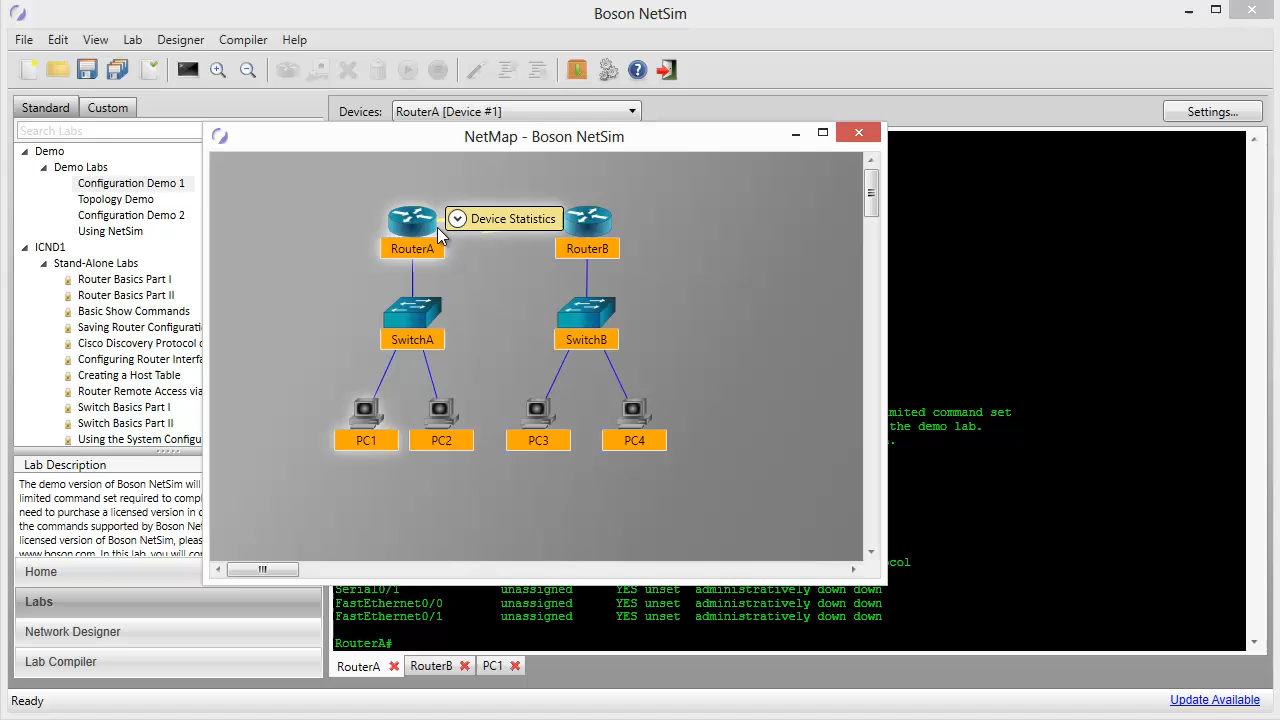 Boson NetSim
File Edit View Lab Designer Compiler Help
Standard Custom
Devices: RouterA [Device #1] Settings...
Search Labs
Demo
Demo Labs
Configuration Demo 1
Topology Demo
Configuration Demo 2
Using NetSim
ICND1
Stand-Alone Labs
Router Basics Part I
Router Basics Part II
Basic Show Commands
Saving Router Configurati
Cisco Discovery Protocol
Configuring Router Interf
Creating a Host Table
Router Remote Access via
Switch Basics Part I
Switch Basics Part II
Using the System Configu
Lab Description
The demo version of Boson NetSim will
limited command set required to compl
need to purchase a licensed version in
the commands supported by Boson Net
licensed version of NetSim, pleas
www.boson.com. In this lab, you will
Home
Labs
Network Designer
Lab Compiler
NetMap - Boson NetSim
Device Statistics
RouterA RouterB
SwitchA SwitchB
PC1 PC2 PC3 PC4
imited command set
the demo lab.
ocol
Serial0/1 unassigned YES unset administratively down down
FastEthernet0/0 unassigned YES unset administratively down down
FastEthernet0/1 unassigned YES unset administratively down down
RouterA#
RouterA RouterB PC1
Ready Update Available